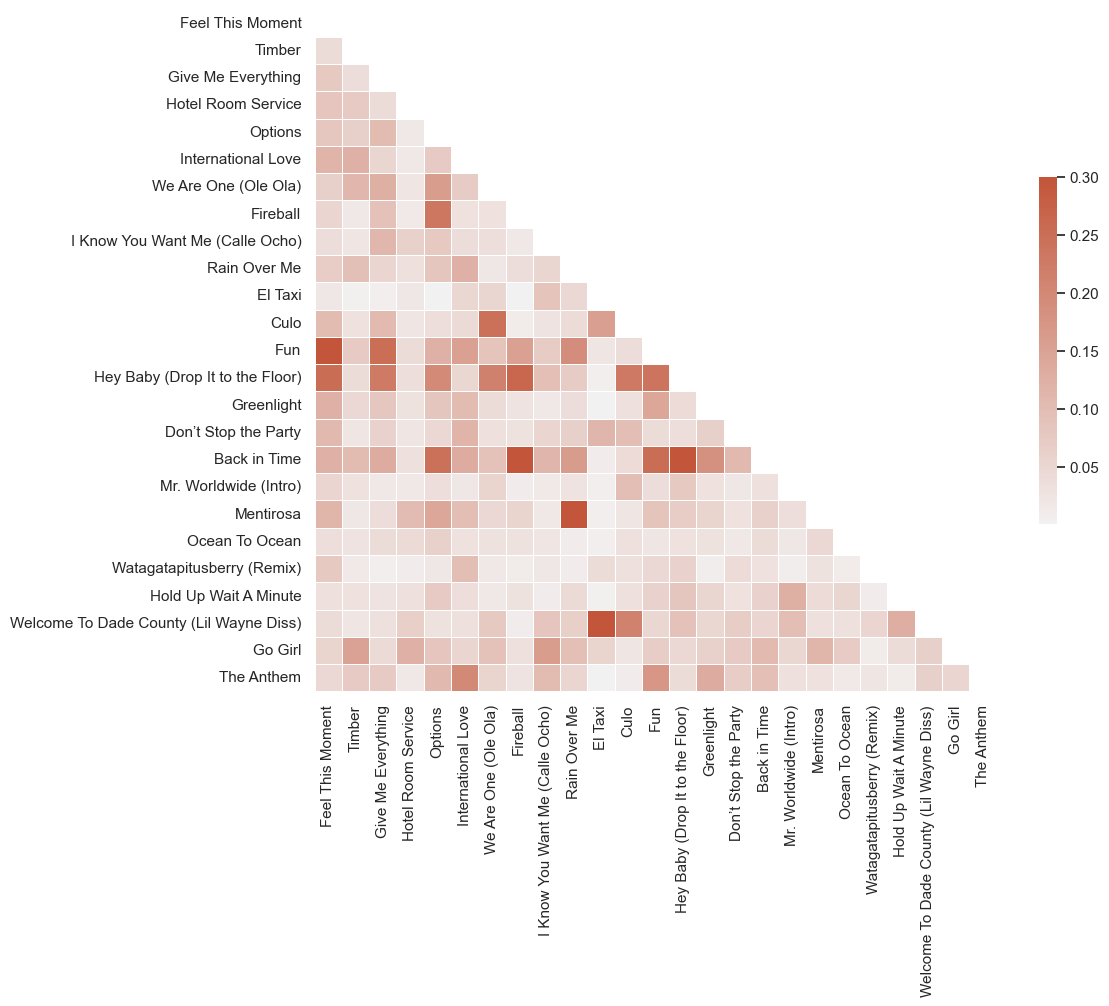 Feel This Moment
Timber
Give Me Everything
Hotel Room Service
Options
International Love
We Are One (Ole Ola)
Fireball
I Know You Want Me (Calle Ocho)
Rain Over Me
El Taxi
Culo
Fun
Hey Baby (Drop It to the Floor)
Greenlight
Don’t Stop the Party
Back in Time
Mr. Worldwide (Intro)
Mentirosa
Ocean To Ocean
Watagatapitusberry (Remix)
Hold Up Wait A Minute
Welcome To Dade County (Lil Wayne Diss)
Go Girl
The Anthem
0.30
0.25
0.20
0.15
0.10
0.05
Feel This Moment
Timber
Give Me Everything
Hotel Room Service
Options
International Love
We Are One (Ole Ola)
Fireball
I Know You Want Me (Calle Ocho)
Rain Over Me
El Taxi
Culo
Fun
Hey Baby (Drop It to the Floor)
Greenlight
Don’t Stop the Party
Back in Time
Mr. Worldwide (Intro)
Mentirosa
Ocean To Ocean
Watagatapitusberry (Remix)
Hold Up Wait A Minute
Welcome To Dade County (Lil Wayne Diss)
Go Girl
The Anthem